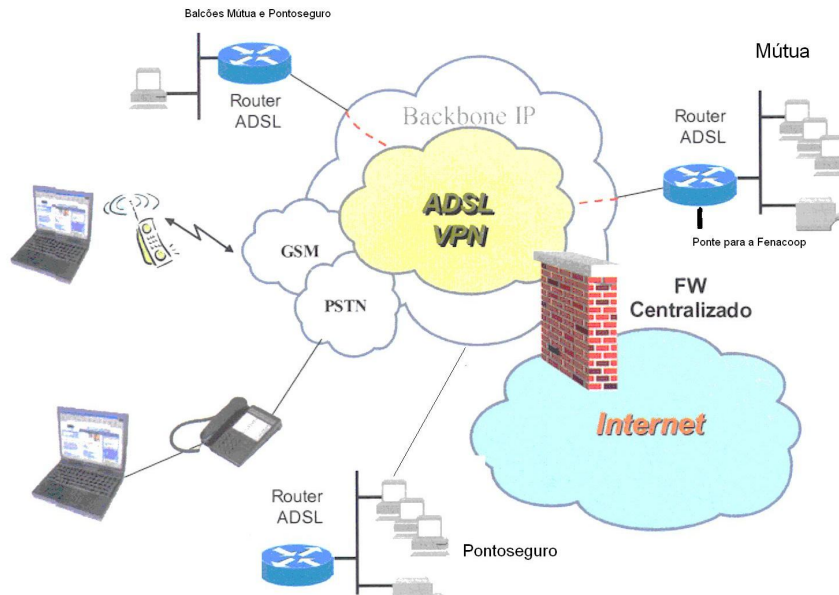 Balcões Mútua e Pontoseguro
Router
ADSL
Backbone IP
Mútua
Router
ADSL
ADSL
VPN
Ponte para a Fenacoop
GSM
PSTN
FW
Centralizado
Internet
Router
ADSL
Pontoseguro